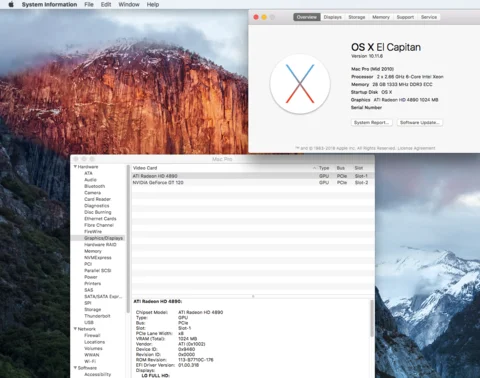 System Information File Edit Window Help
Overview Displays Storage Memory Support Service
OS X El Capitan
Version 10.11.6
Mac Pro (Mid 2010)
Processor 2 x 2.66 GHz 6-Core Intel Xeon
Memory 28 GB 1333 MHz DDR3 ECC
Startup Disk OS X
Graphics ATI Radeon HD 4890 1024 MB
Serial Number
System Report... Software Update...
™ and © 1983-2016 Apple Inc. All Rights Reserved. License Agreement
Mac Pro
Hardware
ATA
Audio
Bluetooth
Camera
Card Reader
Diagnostics
Disc Burning
Ethernet Cards
Fibre Channel
FireWire
Graphics/Displays
Hardware RAID
Memory
NVMExpress
PCI
Parallel SCSI
Power
Printers
SAS
SATA/SATA Expr...
SPI
Storage
Thunderbolt
USB
Network
Firewall
Locations
Volumes
WWAN
Wi-Fi
Software
Accessibility
Video Card Type Bus Slot
ATI Radeon HD 4890 GPU PCIe Slot-1
NVIDIA GeForce GT 120 GPU PCIe Slot-2
ATI Radeon HD 4890:
Chipset Model: ATI Radeon HD 4890
Type: GPU
Bus: PCIe
Slot: Slot-1
PCIe Lane Width: x8
VRAM (Total): 1024 MB
Vendor: ATI (0x1002)
Device ID: 0x9460
Revision ID: 0x0000
ROM Revision: 113-B7710C-176
EFI Driver Version: 01.00.318
Displays:
LG FULL HD: